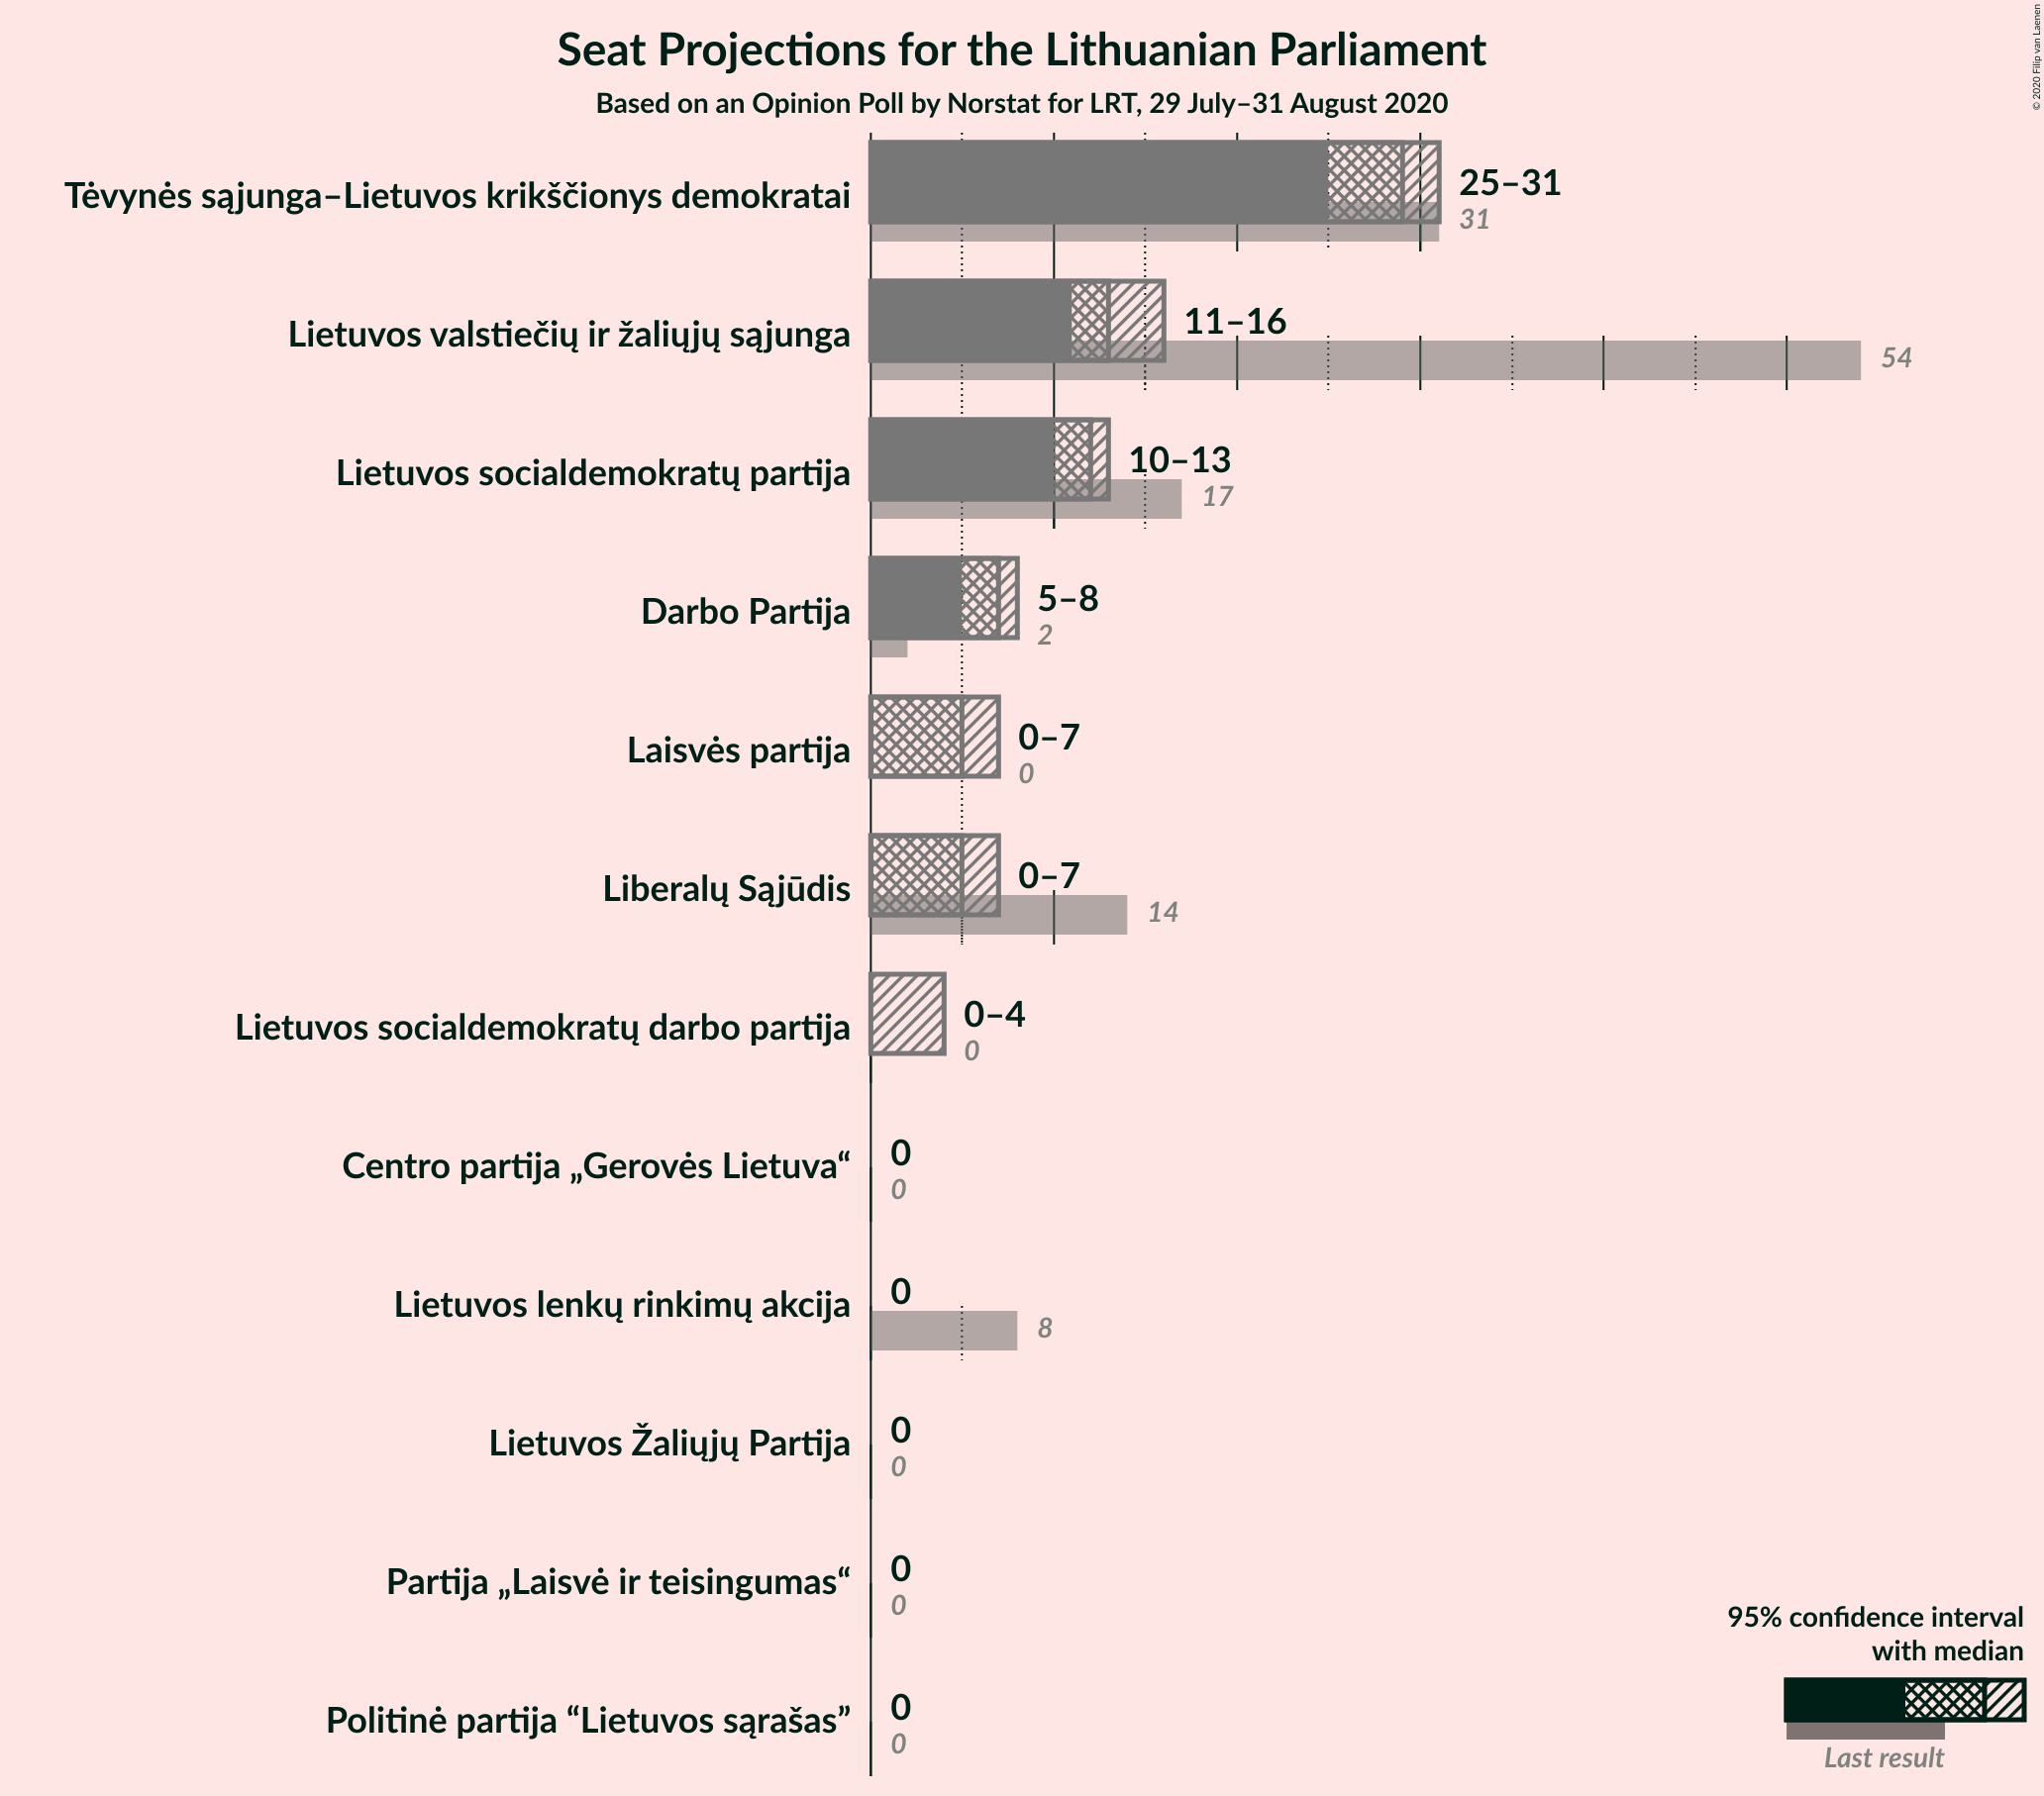 Seat Projections for the Lithuanian Parliament
Based on an Opinion Poll by Norstat for LRT, 29 July–31 August 2020
© 2020 Filip van Laenen
Tėvynės sąjunga–Lietuvos krikščionys demokratai
25–31
31
Lietuvos valstiečių ir žaliųjų sąjunga
11–16
54
Lietuvos socialdemokratų partija
10–13
17
Darbo Partija
5–8
2
Laisvės partija
0–7
0
Liberalų Sąjūdis
0–7
14
Lietuvos socialdemokratų darbo partija
0–4
0
Centro partija „Gerovės Lietuva“
0
0
Lietuvos lenkų rinkimų akcija
0
8
Lietuvos Žaliųjų Partija
0
0
Partija „Laisvė ir teisingumas“
0
0
Politinė partija “Lietuvos sąrašas”
0
0
95% confidence interval
with median
Last result